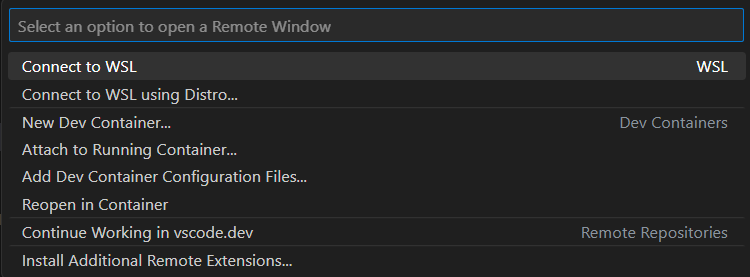 Select an option to open a Remote Window
Connect to WSL WSL
Connect to WSL using Distro...
New Dev Container... Dev Containers
Attach to Running Container...
Add Dev Container Configuration Files...
Reopen in Container
Continue Working in vscode.dev Remote Repositories
Install Additional Remote Extensions...